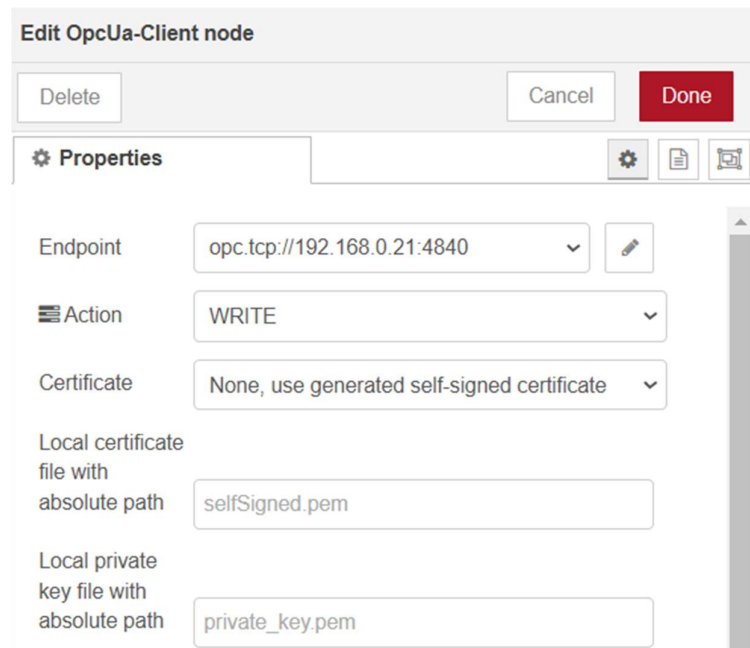 Edit OpcUa-Client node
Delete
Cancel
Done
Properties
Endpoint
opc.tcp://192.168.0.21:4840
Action
WRITE
Certificate
None, use generated self-signed certificate
Local certificate
file with
absolute path
selfSigned.pem
Local private
key file with
absolute path
private_key.pem